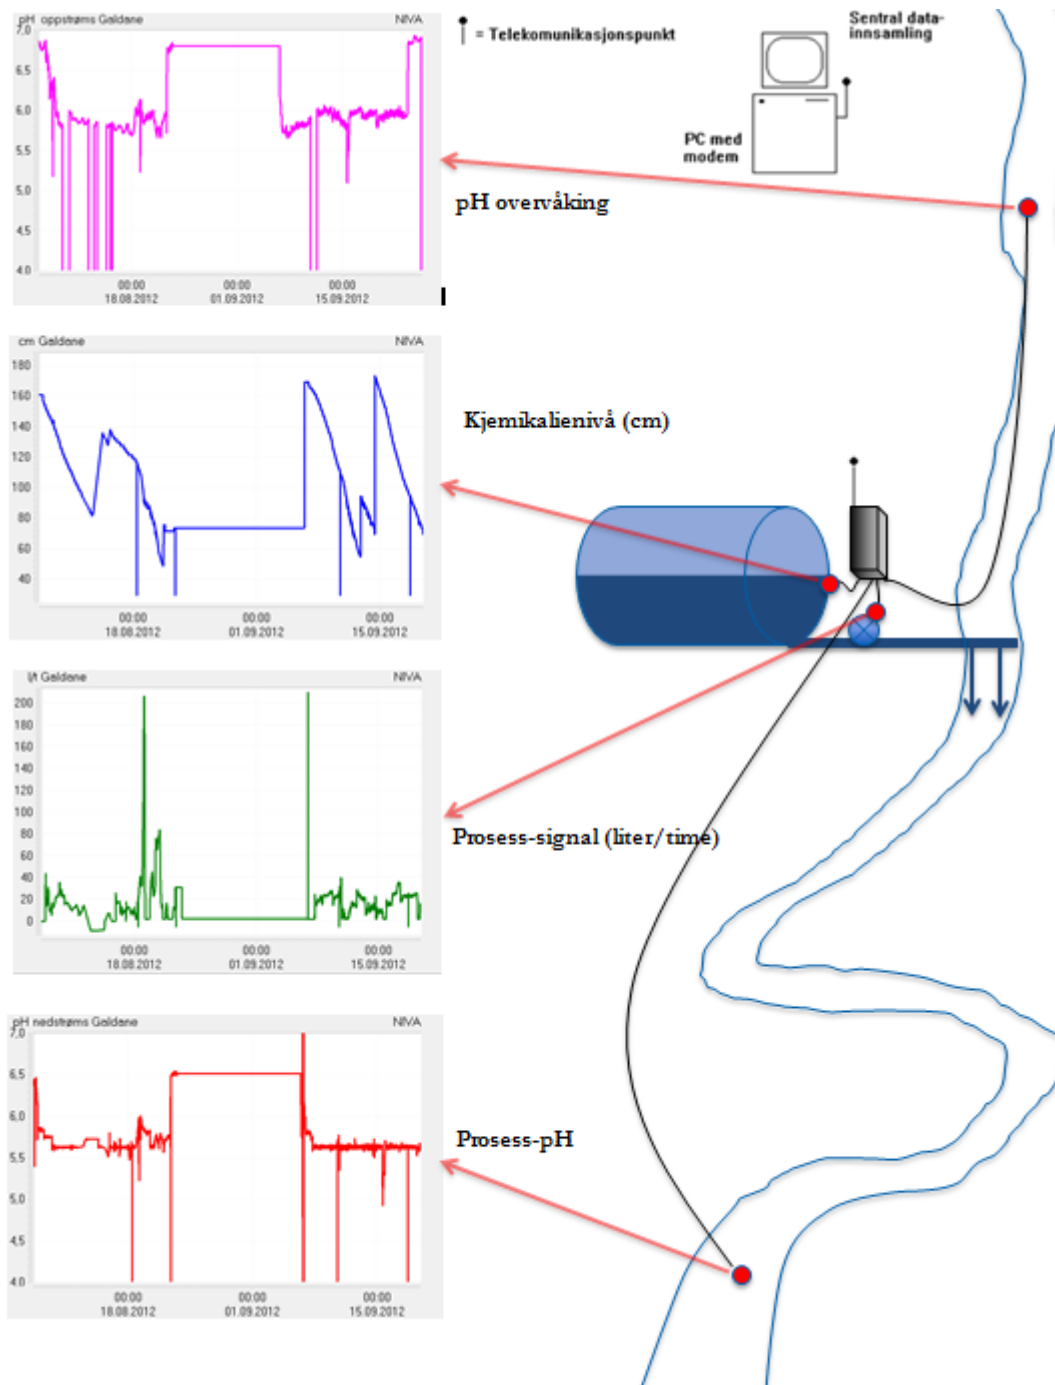 pH oppstrøms Galdane NIVA
7,0
6,5
6,0
5,5
5,0
4,5
4,0
00:00 00:00 00:00
18.08.2012 01.09.2012 15.09.2012
= Telekomunikasjonspunkt
Sentral data-
innsamling
PC med
modem
pH overvåking
cm Galdane NIVA
180
160
140
120
100
80
60
40
00:00 00:00 00:00
18.08.2012 01.09.2012 15.09.2012
Kjemikalienivå (cm)
l/t Galdane NIVA
200
180
160
140
120
100
80
60
40
20
0
00:00 00:00 00:00
18.08.2012 01.09.2012 15.09.2012
Prosess-signal (liter/time)
pH nedstrøms Galdane NIVA
7,0
6,5
6,0
5,5
5,0
4,5
4,0
00:00 00:00 00:00
18.08.2012 01.09.2012 15.09.2012
Prosess-pH